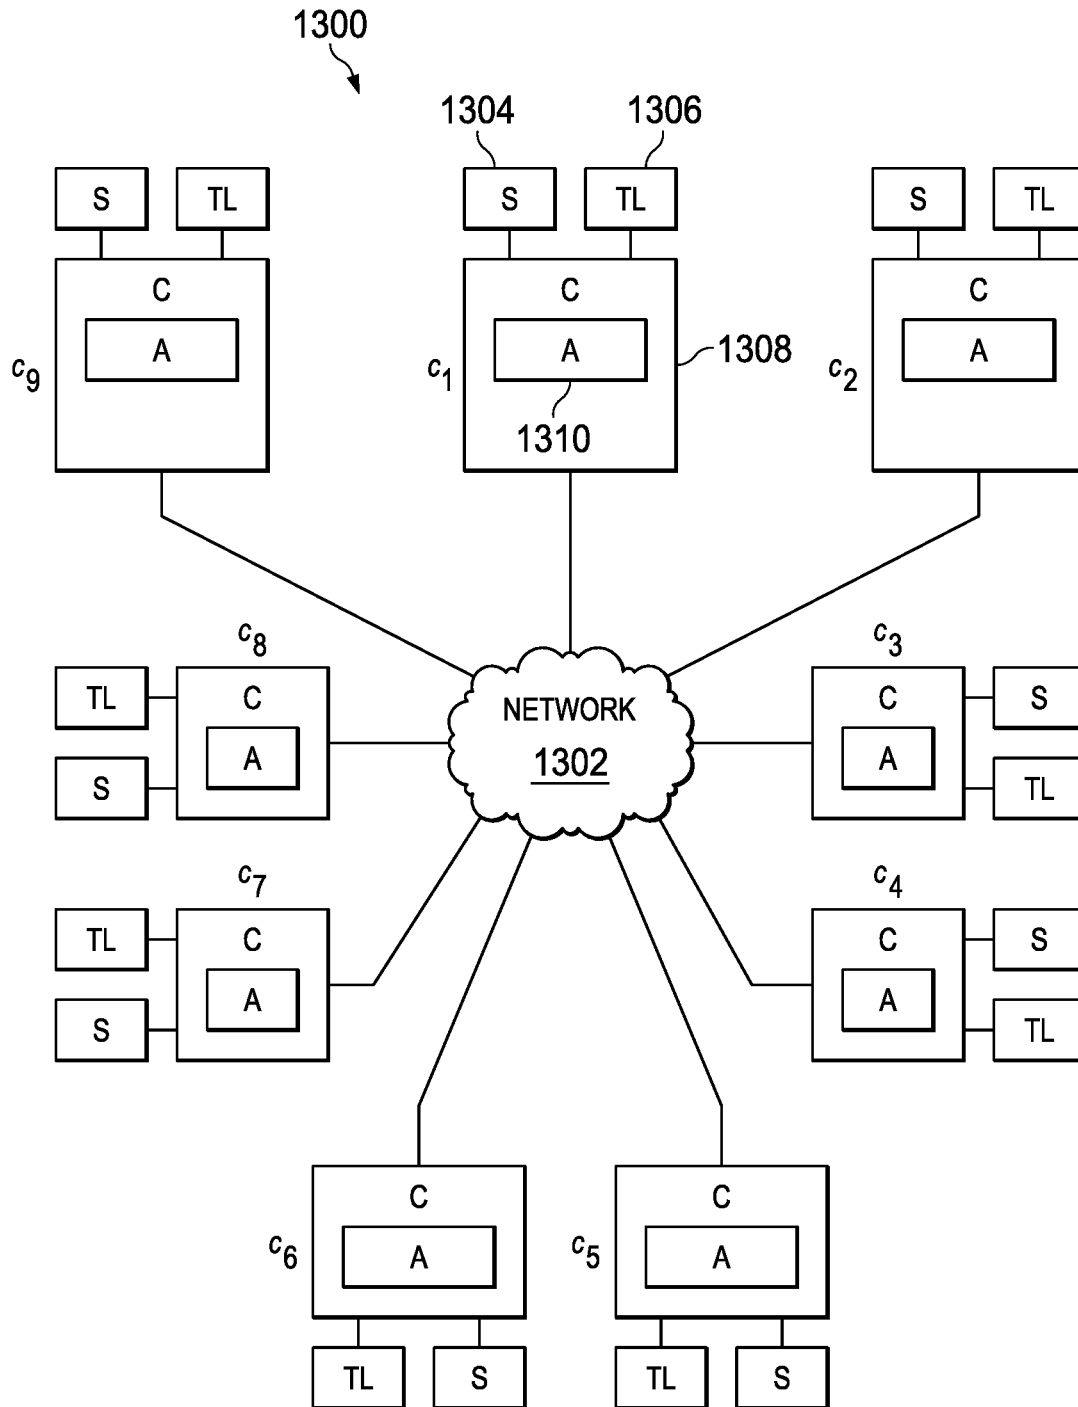 1300
1304 1306
S TL S TL S TL
C C C
A A A
c9 c1 1308 c2
1310
c8 c3
TL C NETWORK C S
A 1302 A
S TL
c7 c4
TL C C S
A A
S TL
C C
c6 A c5 A
TL S TL S